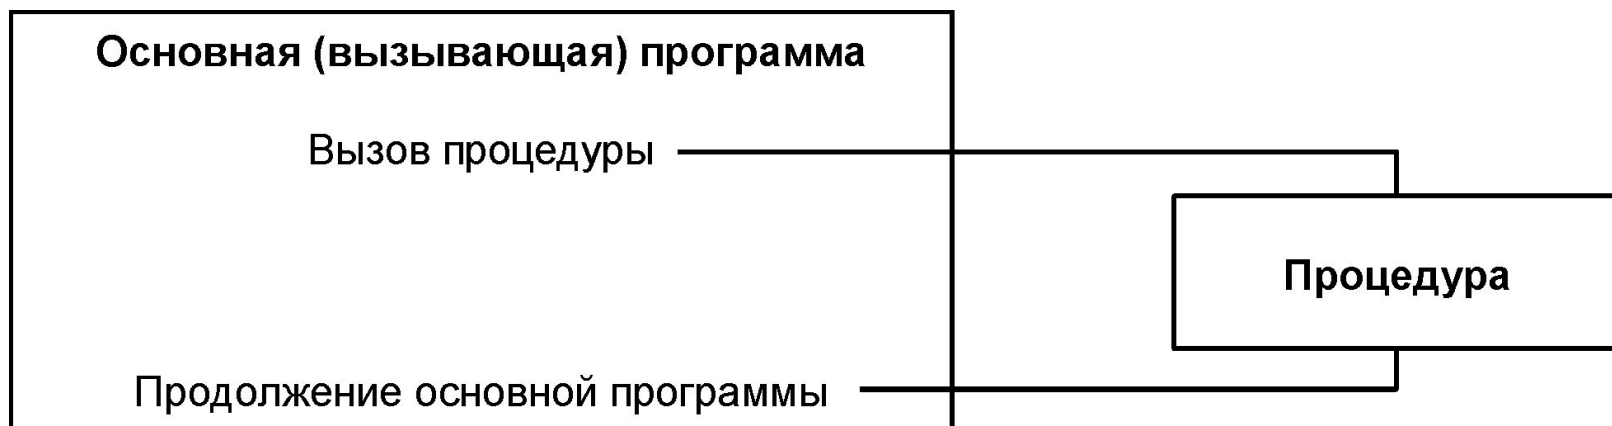 Основная (вызывающая) программа
Вызов процедуры
Процедура
Продолжение основной программы